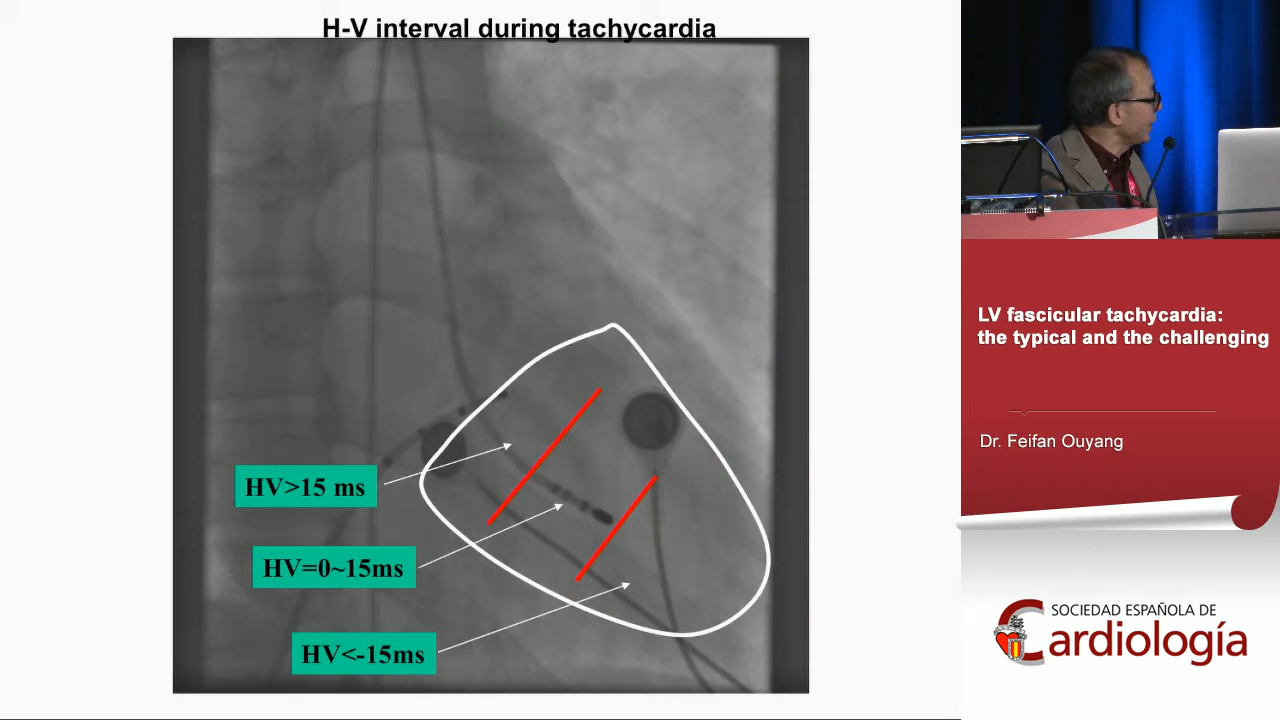 H-V interval during tachycardia
HV>15 ms
HV=0~15ms
HV<-15ms
LV fascicular tachycardia:
the typical and the challenging
Dr. Feifan Ouyang
SOCIEDAD ESPAÑOLA DE
Cardiología